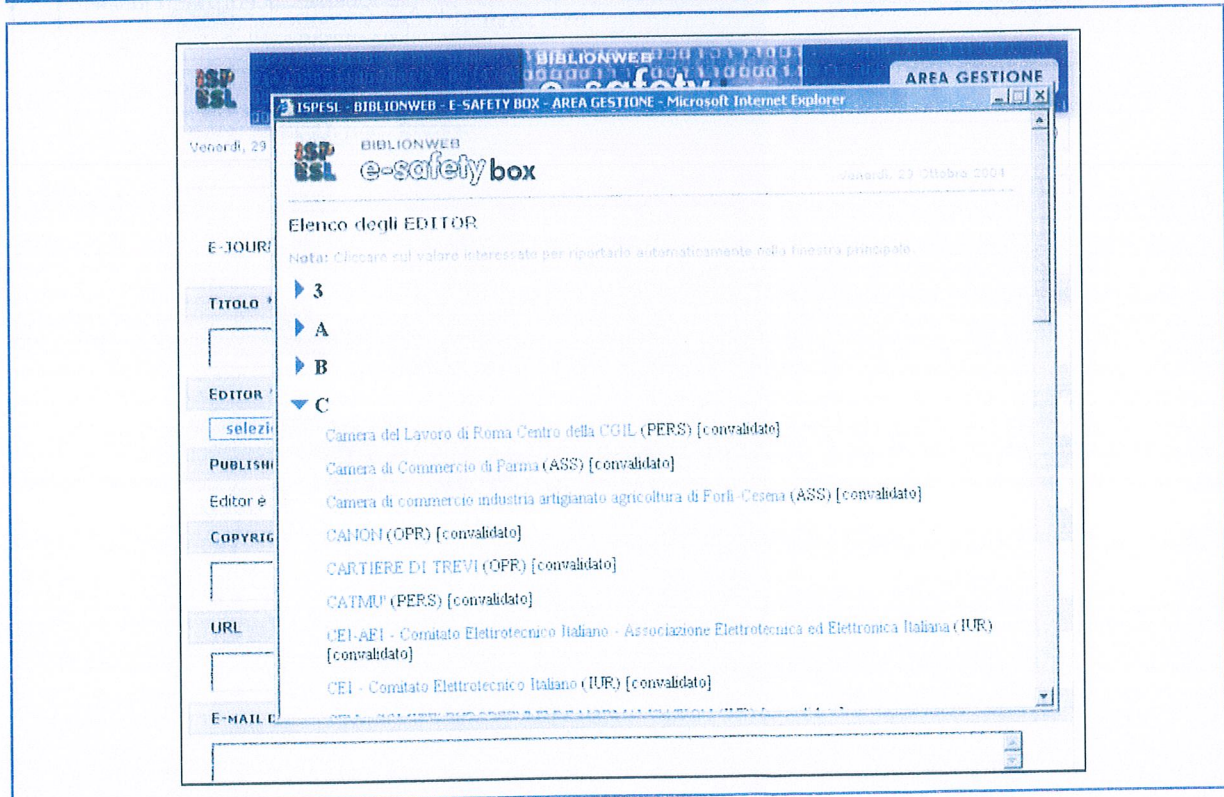 BIBLIONWEB
e-safety
AREA GESTIONE
ISPESL
ISPESL - BIBLIONWEB - E-SAFETY BOX - AREA GESTIONE - Microsoft Internet Explorer
Venerdì, 29
ISPESL
BIBLIONWEB
e-safety box
venerdì, 29 Ottobre 2004
Elenco degli EDITOR
Nota: Cliccare sul valore interessato per riportarlo automaticamente nella finestra principale.
E-JOUR
3
TITOLO *
A
B
EDITOR *
C
selezi
Camera del Lavoro di Roma Centro della CGIL (PERS) [convalidato]
PUBLISH
Camera di Commercio di Parma (ASS) [convalidato]
Editor è
Camera di commercio industria artigianato agricoltura di Forlì-Cesena (ASS) [convalidato]
COPYRIG
CANON (OPR) [convalidato]
CARTIERE DI TREVI (OPR) [convalidato]
CATMU' (PERS) [convalidato]
URL
CEI-AEI - Comitato Elettrotecnico Italiano - Associazione Elettrotecnica ed Elettronica Italiana (IUR)
[convalidato]
CEI - Comitato Elettrotecnico Italiano (IUR) [convalidato]
E-MAIL